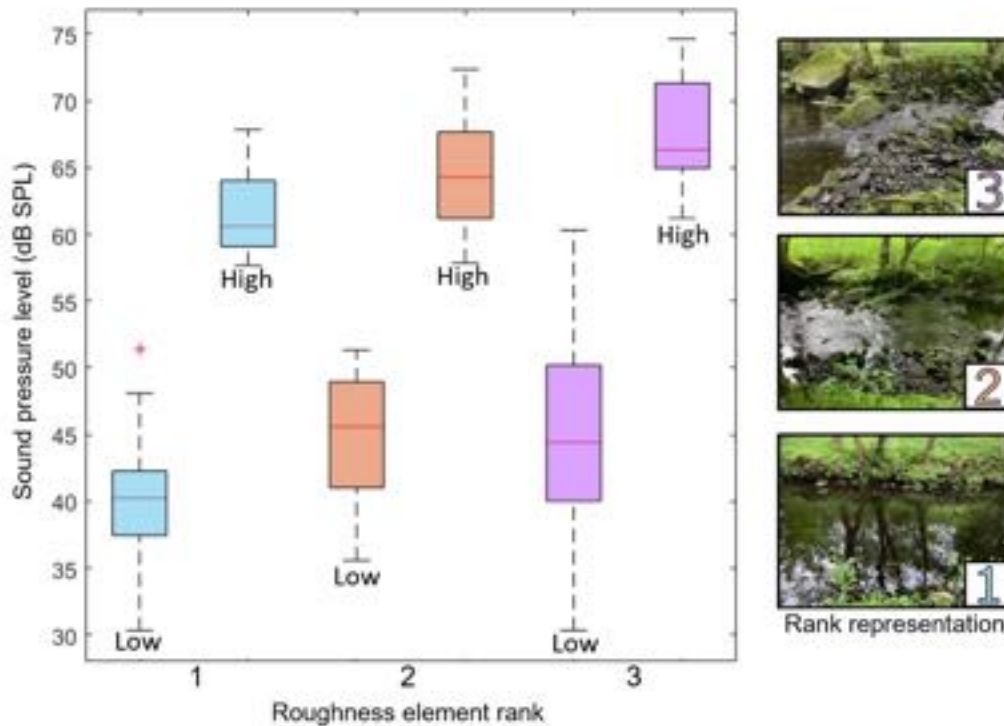 Sound pressure level (dB SPL)
75
70
65
60
55
50
45
40
35
30
Low
High
Low
High
Low
High
1
2
3
Roughness element rank
3
2
1
Rank representation